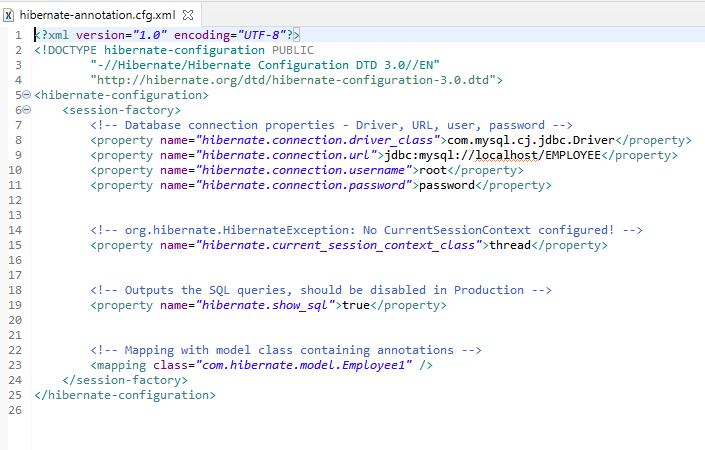 hibernate-annotation.cfg.xml
1 <?xml version="1.0" encoding="UTF-8"?>
2 <!DOCTYPE hibernate-configuration PUBLIC
3 "-//Hibernate/Hibernate Configuration DTD 3.0//EN"
4 "http://hibernate.org/dtd/hibernate-configuration-3.0.dtd">
5 <hibernate-configuration>
6 <session-factory>
7 <!-- Database connection properties - Driver, URL, user, password -->
8 <property name="hibernate.connection.driver_class">com.mysql.cj.jdbc.Driver</property>
9 <property name="hibernate.connection.url">jdbc:mysql://localhost/EMPLOYEE</property>
10 <property name="hibernate.connection.username">root</property>
11 <property name="hibernate.connection.password">password</property>
12
13
14 <!-- org.hibernate.HibernateException: No CurrentSessionContext configured! -->
15 <property name="hibernate.current_session_context_class">thread</property>
16
17
18 <!-- Outputs the SQL queries, should be disabled in Production -->
19 <property name="hibernate.show_sql">true</property>
20
21
22 <!-- Mapping with model class containing annotations -->
23 <mapping class="com.hibernate.model.Employee1" />
24 </session-factory>
25 </hibernate-configuration>
26